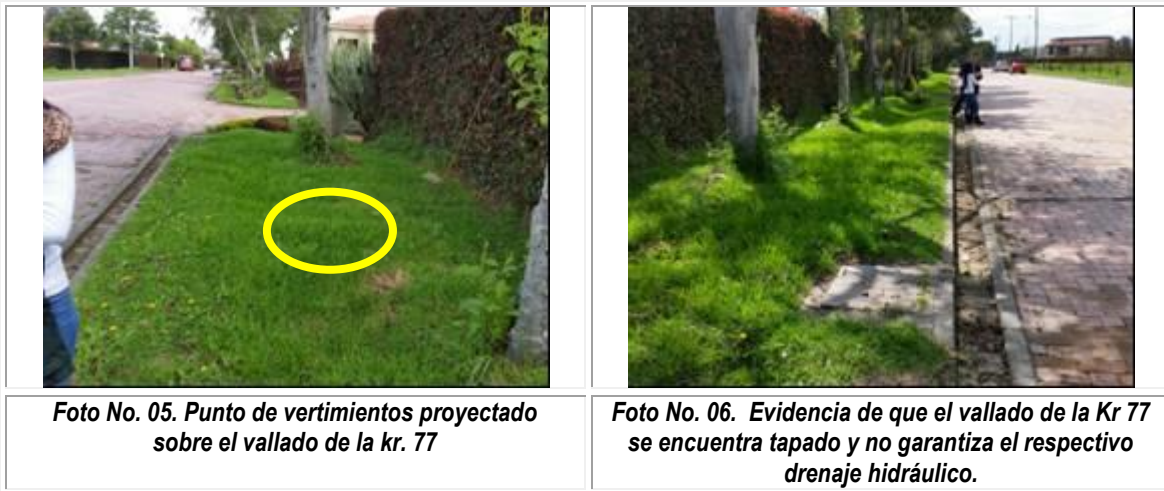 Foto No. 05. Punto de vertimientos proyectado
sobre el vallado de la kr. 77
Foto No. 06. Evidencia de que el vallado de la Kr 77
se encuentra tapado y no garantiza el respectivo
drenaje hidráulico.